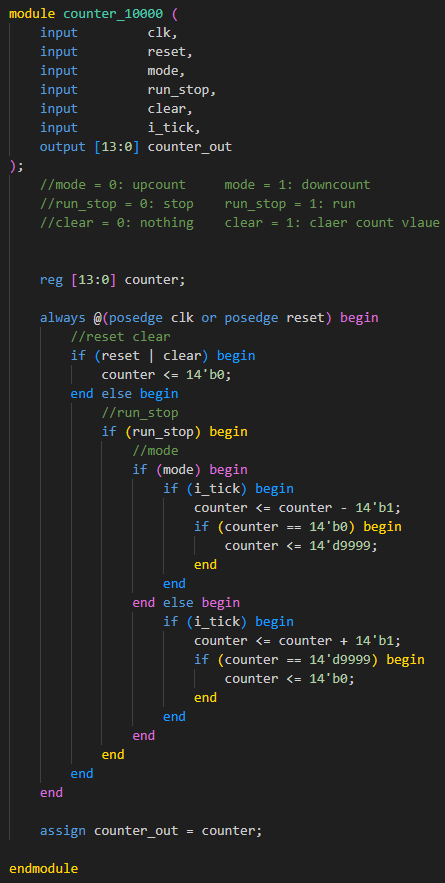 module counter_10000 (
    input         clk,
    input         reset,
    input         mode,
    input         run_stop,
    input         clear,
    input         i_tick,
    output [13:0] counter_out
);
    //mode = 0: upcount     mode = 1: downcount
    //run_stop = 0: stop    run_stop = 1: run
    //clear = 0: nothing    clear = 1: claer count vlaue
    reg [13:0] counter;
    always @(posedge clk or posedge reset) begin
        //reset clear
        if (reset | clear) begin
            counter <= 14'b0;
        end else begin
            //run_stop
            if (run_stop) begin
                //mode
                if (mode) begin
                    if (i_tick) begin
                        counter <= counter - 14'b1;
                        if (counter == 14'b0) begin
                            counter <= 14'd9999;
                        end
                    end
                end else begin
                    if (i_tick) begin
                        counter <= counter + 14'b1;
                        if (counter == 14'd9999) begin
                            counter <= 14'b0;
                        end
                    end
                end
            end
        end
    end
    assign counter_out = counter;
endmodule